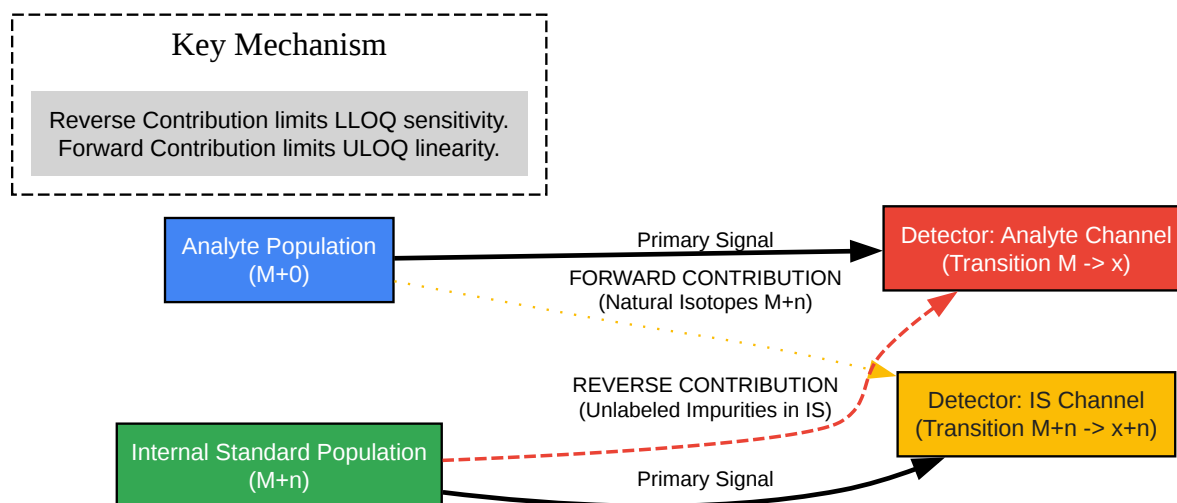 Key Mechanism
Reverse Contribution limits LLOQ sensitivity.
Forward Contribution limits ULOQ linearity.
Analyte Population
(M+0)
Primary Signal
Detector: Analyte Channel
(Transition M -> x)
FORWARD CONTRIBUTION
(Natural Isotopes M+n)
REVERSE CONTRIBUTION
(Unlabeled Impurities in IS)
Detector: IS Channel
(Transition M+n -> x+n)
Internal Standard Population
(M+n)
Primary Signal